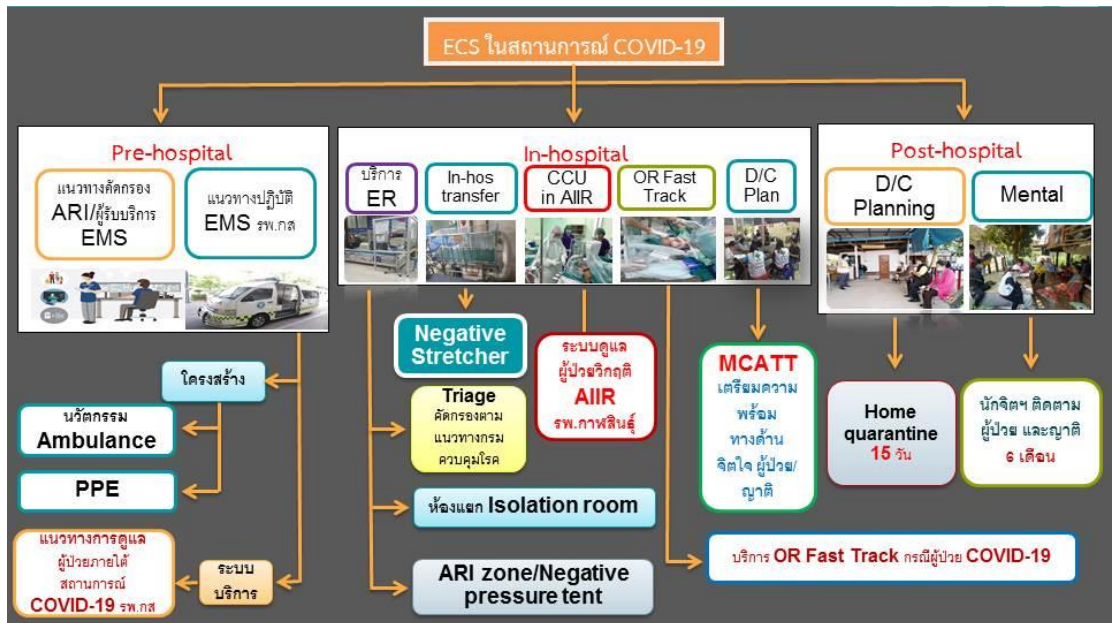 ECS ในสถานการณ์ COVID-19
Pre-hospital
แนวทางคัดกรอง
ARI/ผู้รับบริการ
EMS
แนวทางปฏิบัติ
EMS รพ.กส
In-hospital
บริการ
ER
In-hos
transfer
CCU
in AIIR
OR Fast
Track
D/C
Plan
Post-hospital
D/C
Planning
Mental
โครงสร้าง
นวัตกรรม
Ambulance
PPE
แนวทางการดูแล
ผู้ป่วยภายใต้
สถานการณ์
COVID-19 รพ.กส
ระบบ
บริการ
Negative
Stretcher
Triage
คัดกรองตาม
แนวทางกรม
ควบคุมโรค
ระบบดูแล
ผู้ป่วยวิกฤติ
AIIR
รพ.กาฬสินธุ์
ห้องแยก Isolation room
ARI zone/Negative
pressure tent
MCATT
เตรียมความ
พร้อม
ทางด้าน
จิตใจ ผู้ป่วย/
ญาติ
Home
quarantine
15 วัน
นักจิตฯ ติดตาม
ผู้ป่วย และญาติ
6 เดือน
บริการ OR Fast Track กรณีผู้ป่วย COVID-19